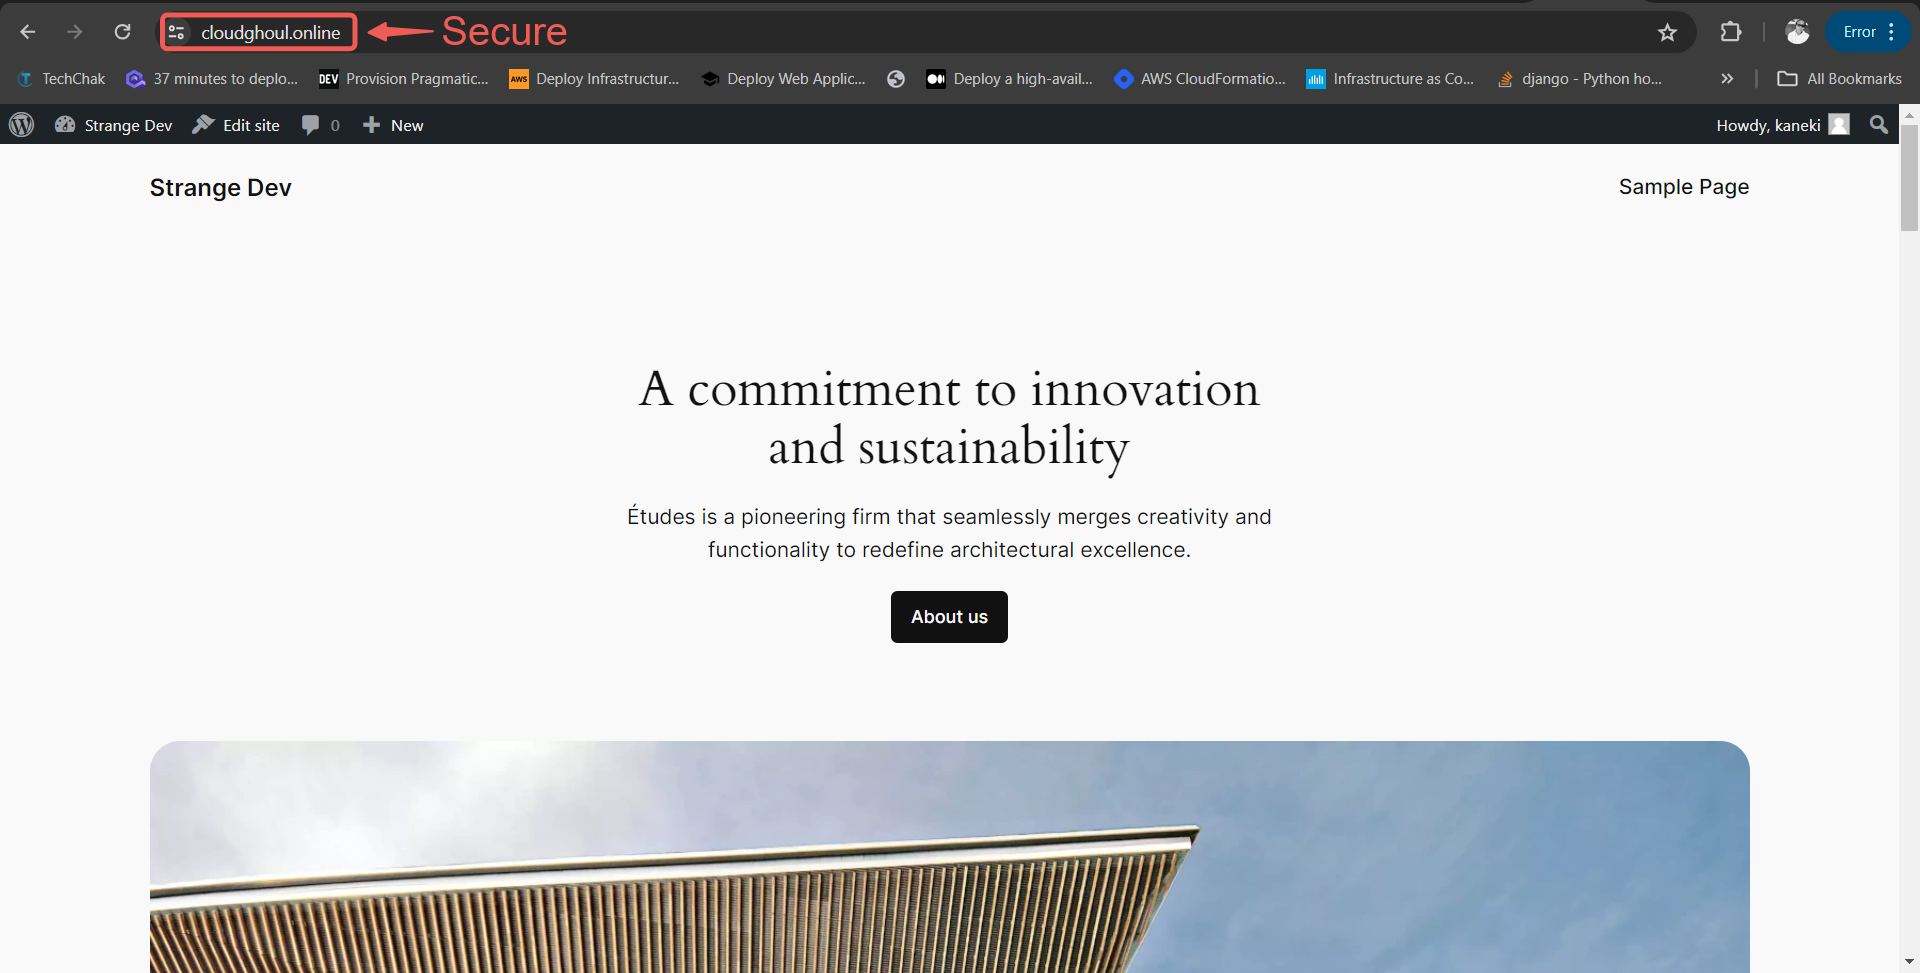 cloudghoul.online
Secure
Error
TechChak
37 minutes to deplo...
DEV
Provision Pragmatic...
aws
Deploy Infrastructur...
Deploy Web Applic...
Deploy a high-avail...
AWS CloudFormatio...
Infrastructure as Co...
django - Python ho...
All Bookmarks
Strange Dev
Edit site
0
New
Howdy, kaneki
Strange Dev
Sample Page
A commitment to innovation
and sustainability
Études is a pioneering firm that seamlessly merges creativity and
functionality to redefine architectural excellence.
About us